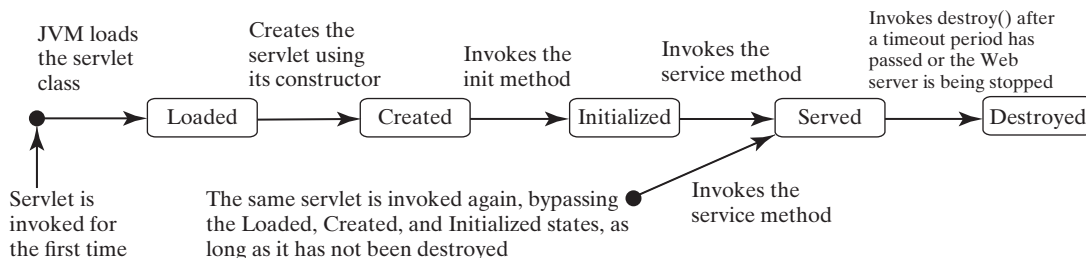 JVM loads
the servlet
class
Creates the
servlet using
its constructor
Invokes the
init method
Invokes the
service method
Invokes destroy() after
a timeout period has
passed or the Web
server is being stopped
Loaded
Created
Initialized
Served
Destroyed
Servlet is
invoked for
the first time
The same servlet is invoked again, bypassing
the Loaded, Created, and Initialized states, as
long as it has not been destroyed
Invokes the
service method